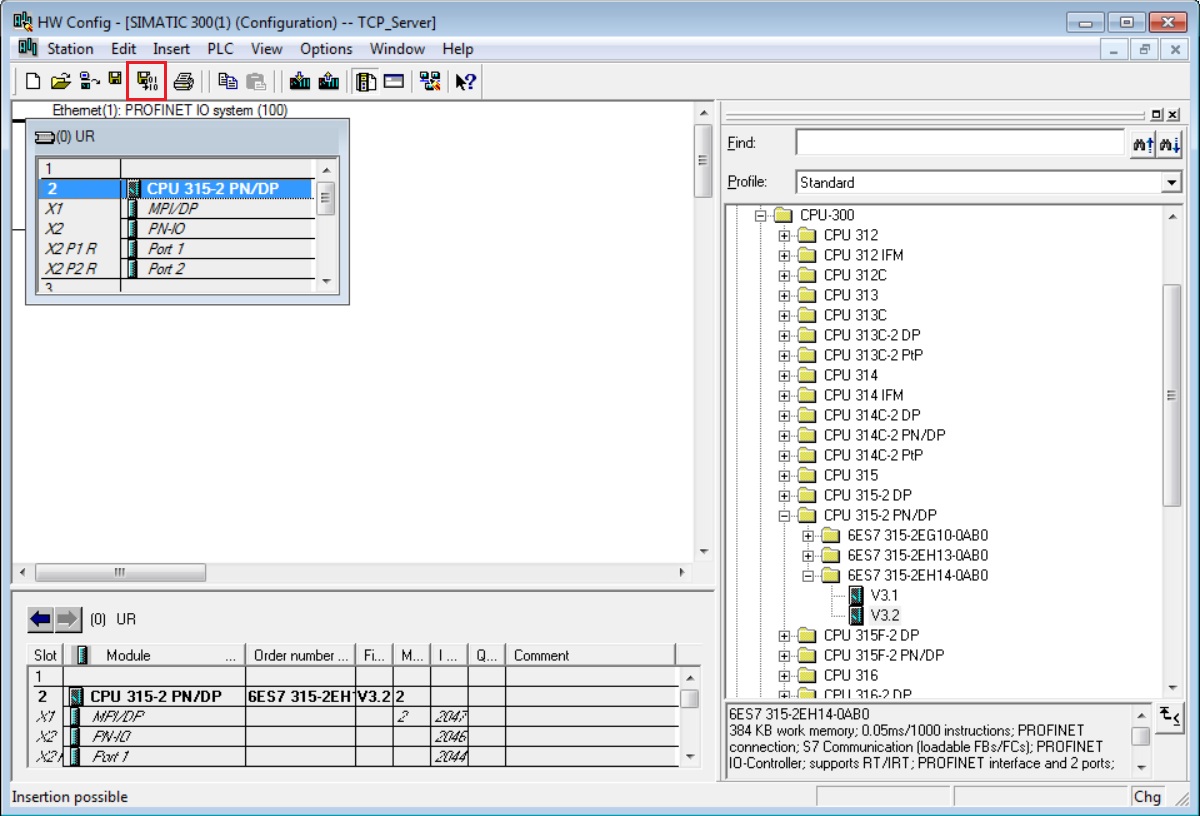 HW Config - [SIMATIC 300(1) (Configuration) -- TCP_Server]
Station Edit Insert PLC View Options Window Help
Ethernet(1): PROFINET IO system (100)
(0) UR
1
2 CPU 315-2 PN/DP
X1 MPI/DP
X2 PN-IO
X2 P1 R Port 1
X2 P2 R Port 2
3
Find:
Profile: Standard
CPU-300
CPU 312
CPU 312 IFM
CPU 312C
CPU 313
CPU 313C
CPU 313C-2 DP
CPU 313C-2 PtP
CPU 314
CPU 314 IFM
CPU 314C-2 DP
CPU 314C-2 PN/DP
CPU 314C-2 PtP
CPU 315
CPU 315-2 DP
CPU 315-2 PN/DP
6ES7 315-2EG10-0AB0
6ES7 315-2EH13-0AB0
6ES7 315-2EH14-0AB0
V3.1
V3.2
CPU 315F-2 DP
CPU 315F-2 PN/DP
CPU 316
CPU 316-2 DP
(0) UR
Slot Module ... Order number ... Fi... M... I ... Q... Comment
1
2 CPU 315-2 PN/DP 6ES7 315-2EH1 V3.2 2
X1 MPI/DP 2 2047
X2 PN-IO 2046
X2 Port 1 2044
6ES7 315-2EH14-0AB0
384 KB work memory; 0.05ms/1000 instructions; PROFINET
connection; S7 Communication (loadable FBs/FCs); PROFINET
IO-Controller; supports RT/IRT; PROFINET interface and 2 ports;
Insertion possible
Chg